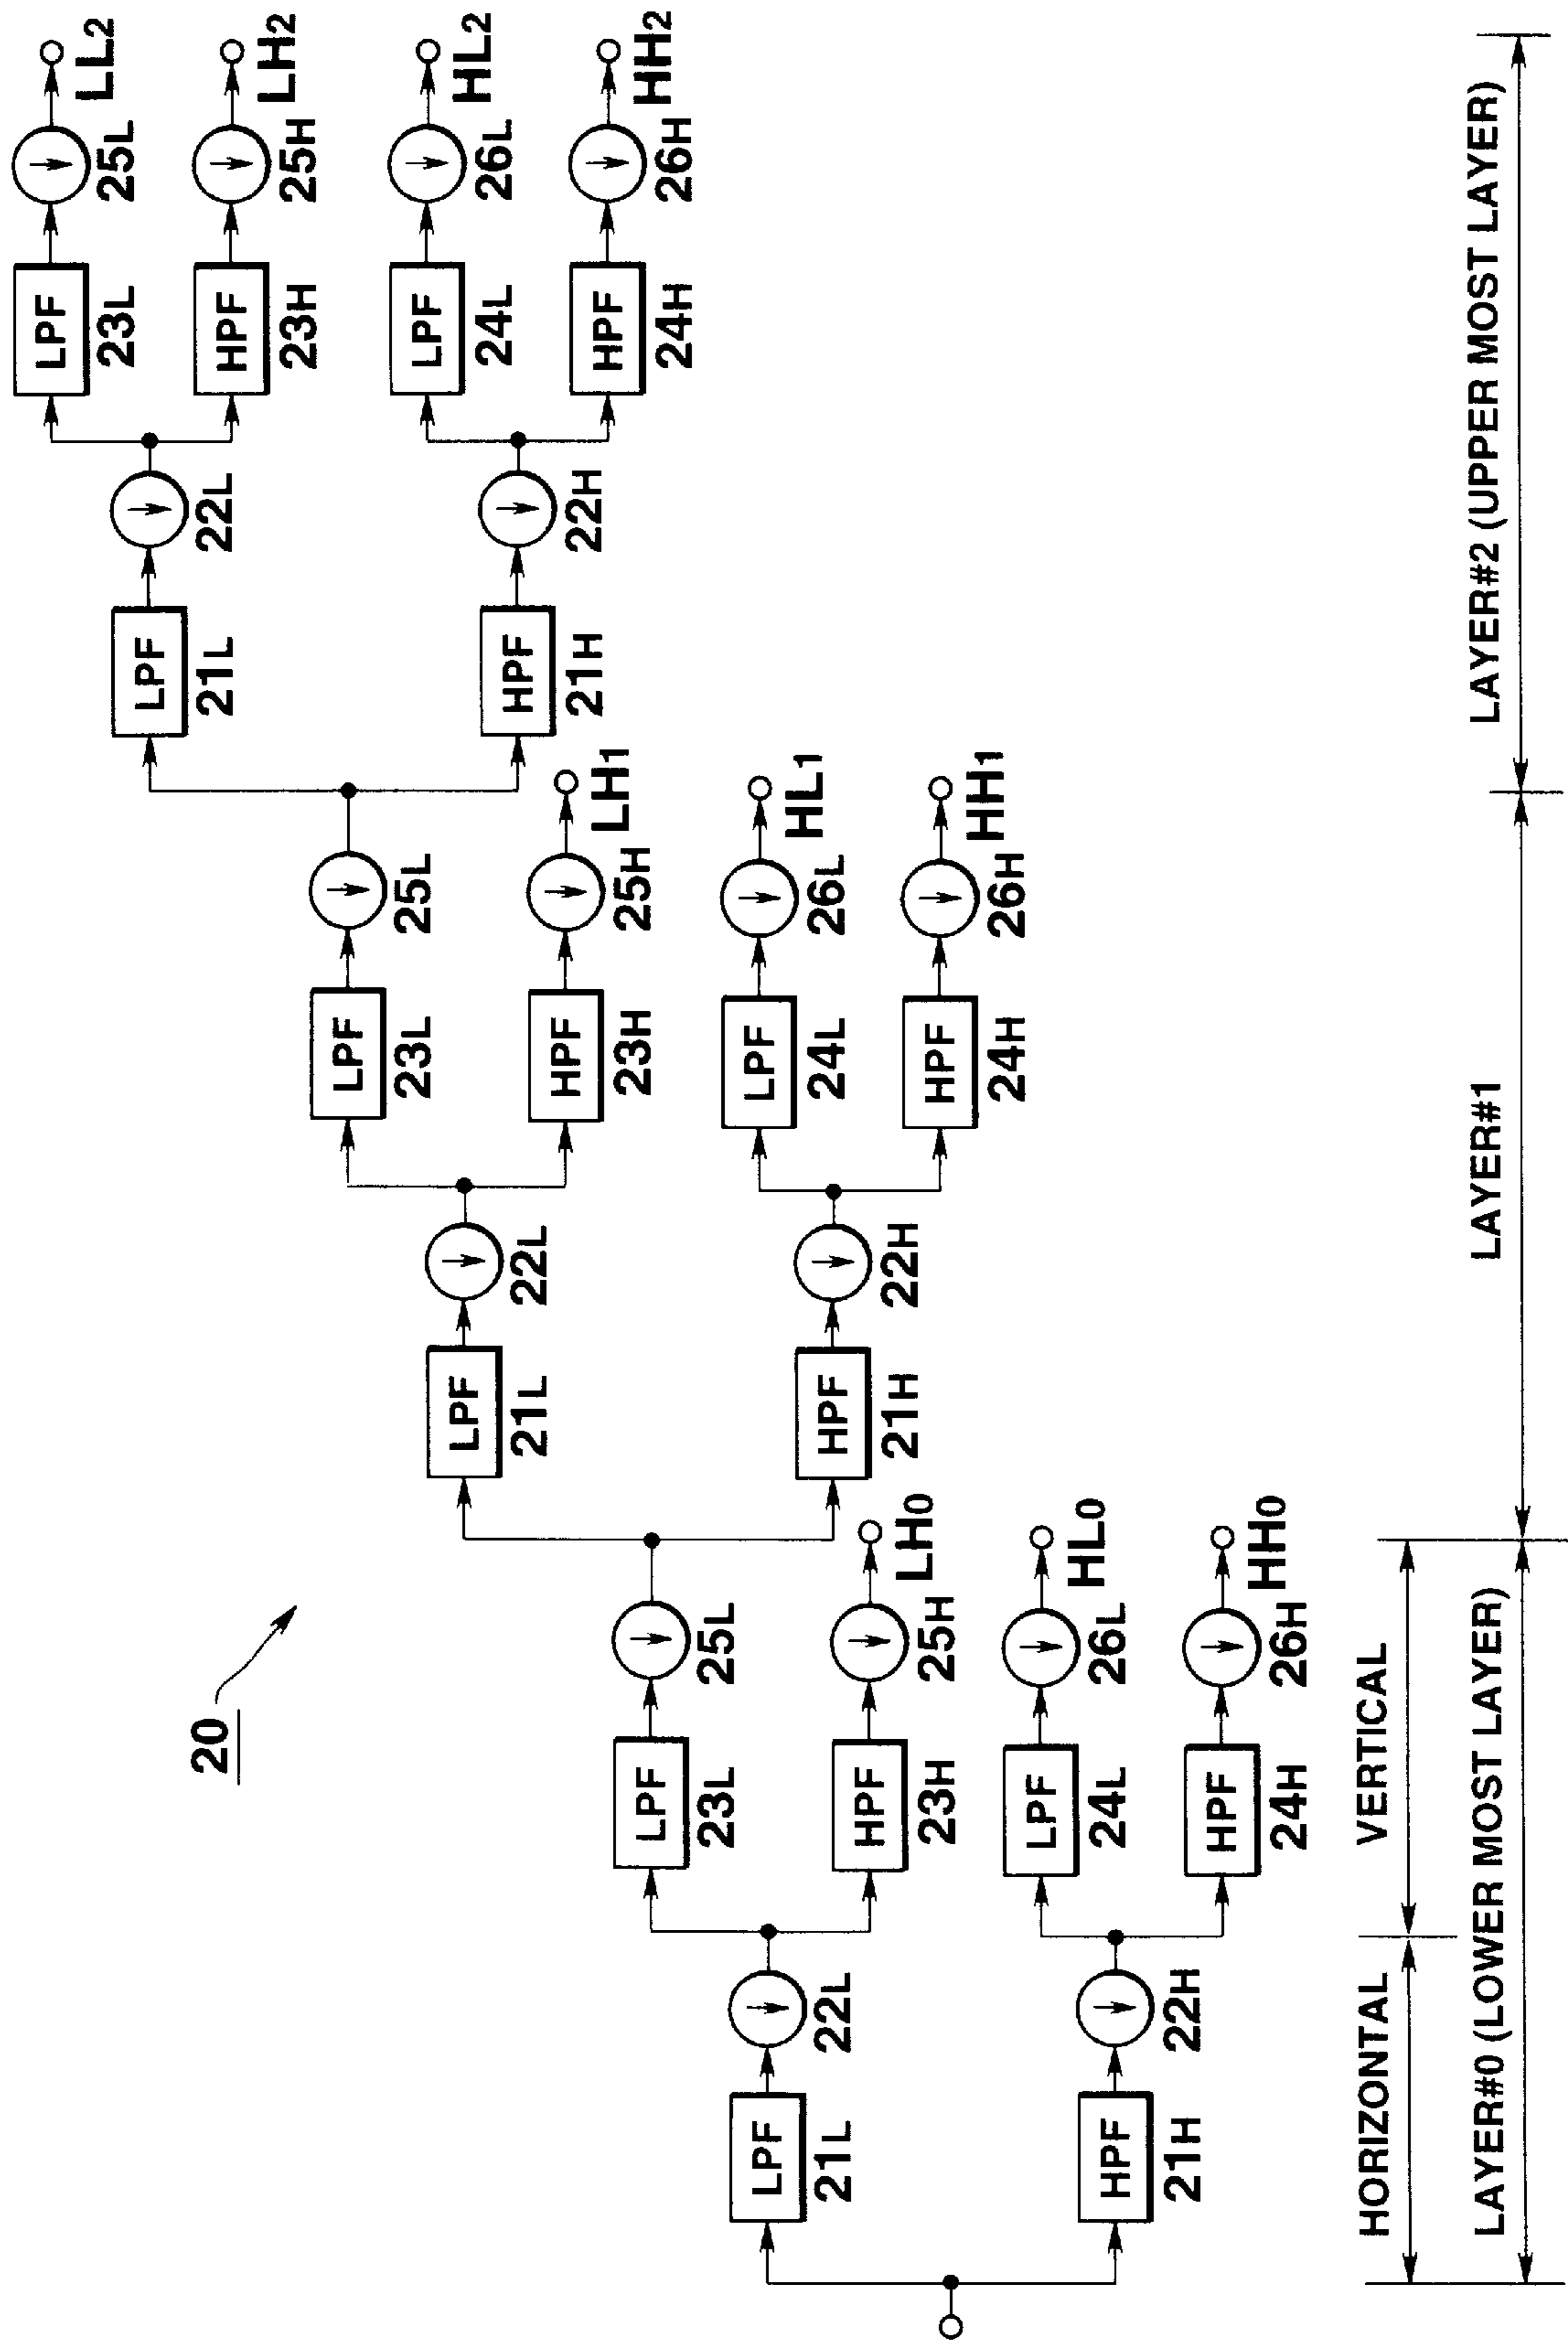 20
LPF
21L
22L
LPF
23L
25L
HPF
23H
25H
LH0
HPF
21H
22H
LPF
24L
26L
HL0
HPF
24H
26H
HH0
LPF
21L
22L
LPF
23L
25L
HPF
23H
25H
LH1
HPF
21H
22H
LPF
24L
26L
HL1
HPF
24H
26H
HH1
LPF
21L
22L
LPF
23L
25L
LL2
HPF
23H
25H
LH2
HPF
21H
22H
LPF
24L
26L
HL2
HPF
24H
26H
HH2
HORIZONTAL
VERTICAL
LAYER#0 (LOWER MOST LAYER)
LAYER#1
LAYER#2 (UPPER MOST LAYER)